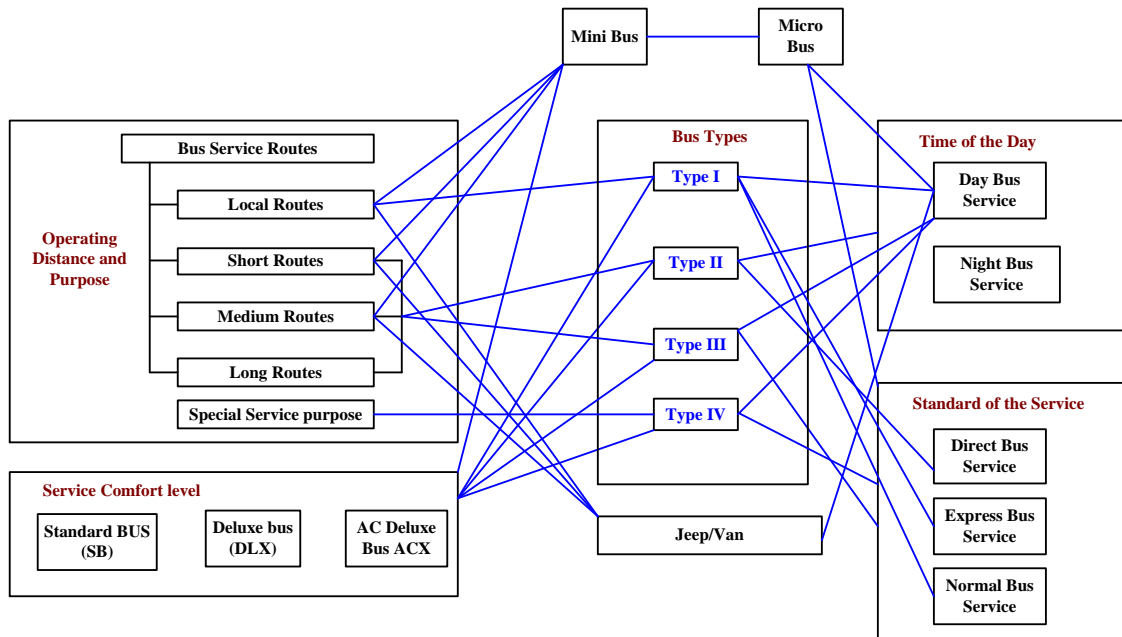 Mini Bus
Micro
Bus
Bus Service Routes
Local Routes
Operating
Distance and
Purpose
Short Routes
Medium Routes
Long Routes
Special Service purpose
Service Comfort level
Standard BUS
(SB)
Deluxe bus
(DLX)
AC Deluxe
Bus ACX
Bus Types
Type I
Type II
Type III
Type IV
Jeep/Van
Time of the Day
Day Bus
Service
Night Bus
Service
Standard of the Service
Direct Bus
Service
Express Bus
Service
Normal Bus
Service